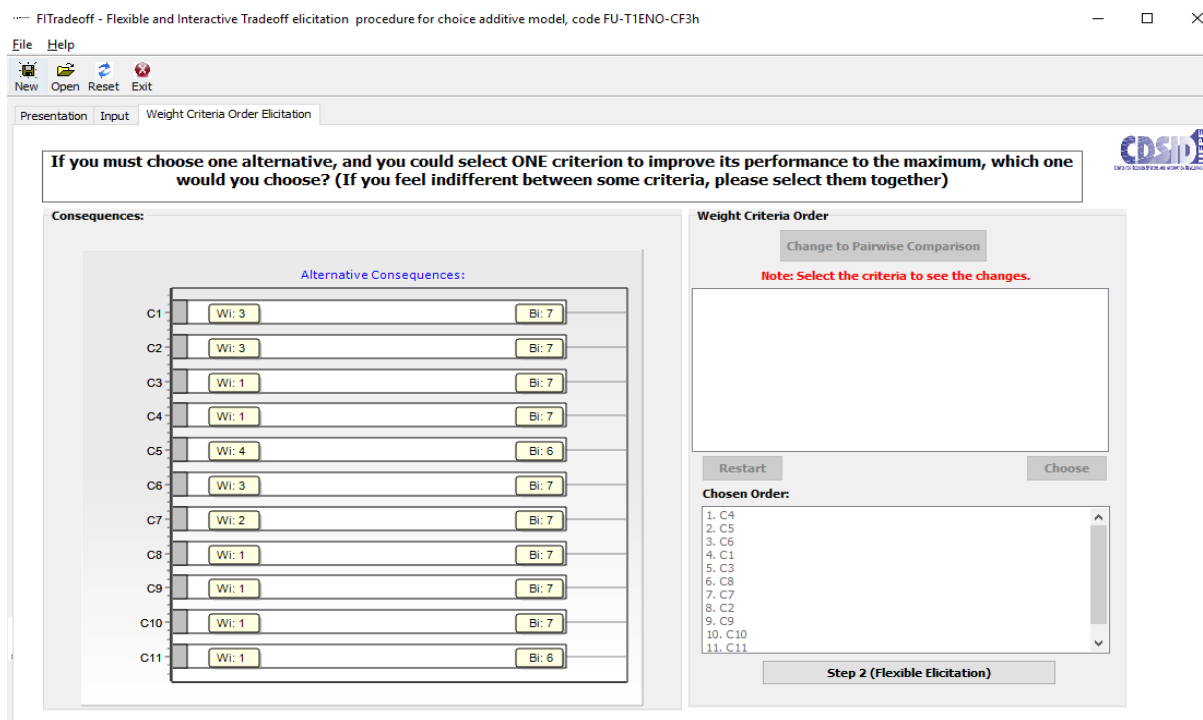 FITradeoff - Flexible and Interactive Tradeoff elicitation procedure for choice additive model, code FU-T1ENO-CF3h
File Help
New Open Reset Exit
Presentation Input Weight Criteria Order Elicitation
CDSID
If you must choose one alternative, and you could select ONE criterion to improve its performance to the maximum, which one
would you choose? (If you feel indifferent between some criteria, please select them together)
Consequences:
Alternative Consequences:
C1 Wi: 3 Bi: 7
C2 Wi: 3 Bi: 7
C3 Wi: 1 Bi: 7
C4 Wi: 1 Bi: 7
C5 Wi: 4 Bi: 6
C6 Wi: 3 Bi: 7
C7 Wi: 2 Bi: 7
C8 Wi: 1 Bi: 7
C9 Wi: 1 Bi: 7
C10 Wi: 1 Bi: 7
C11 Wi: 1 Bi: 6
Weight Criteria Order
Change to Pairwise Comparison
Note: Select the criteria to see the changes.
Restart Choose
Chosen Order:
1. C4
2. C5
3. C6
4. C1
5. C3
6. C8
7. C7
8. C2
9. C9
10. C10
11. C11
Step 2 (Flexible Elicitation)